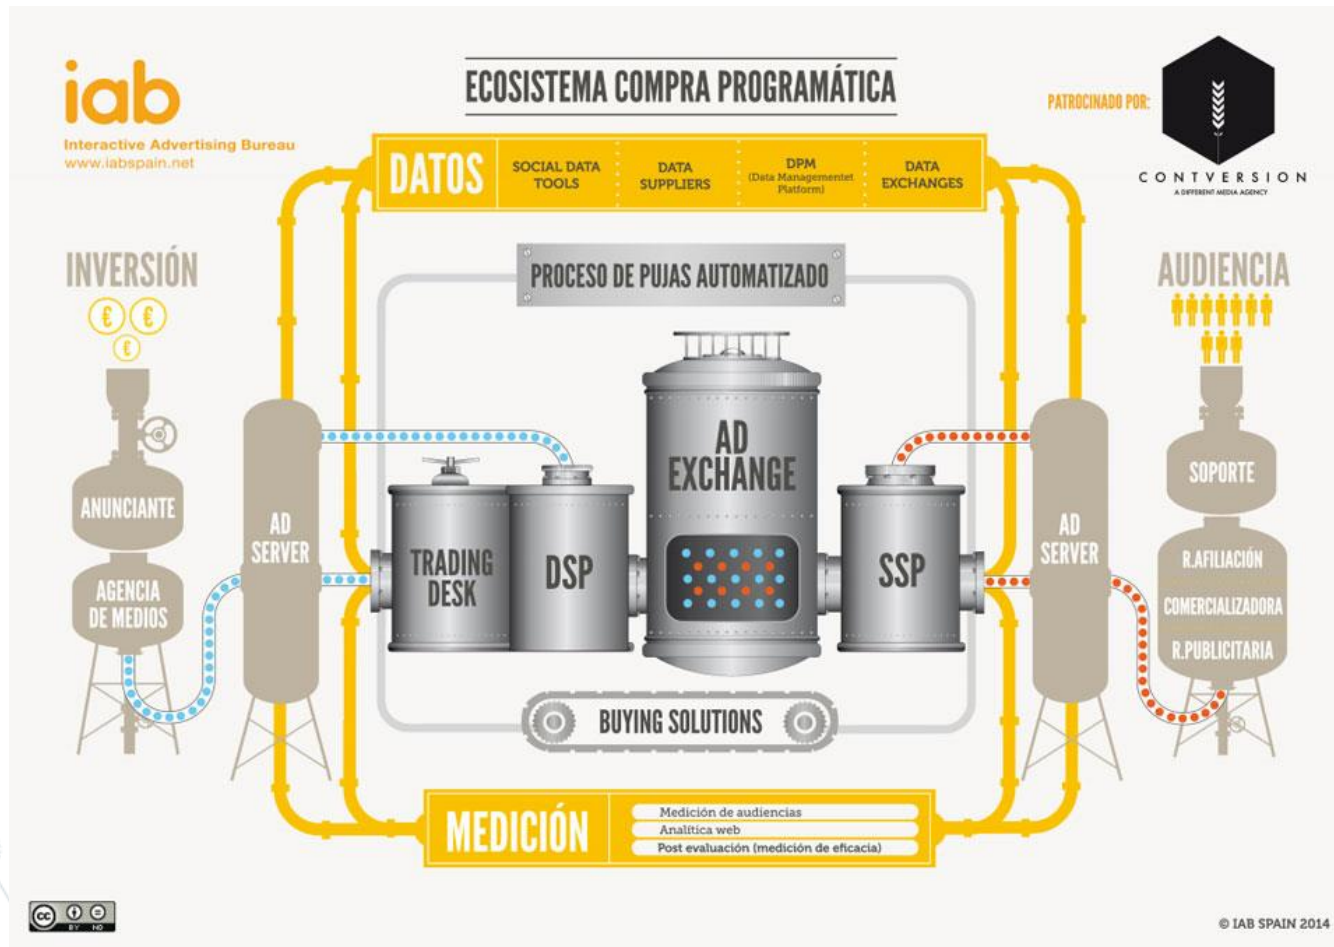 iab
Interactive Advertising Bureau
www.iabspain.net
ECOSISTEMA COMPRA PROGRAMÁTICA
PATROCINADO POR:
CONTVERSION
A DIFFERENT MEDIA AGENCY
DATOS
SOCIAL DATA
TOOLS
DATA
SUPPLIERS
DPM
(Data Managementet
Platform)
DATA
EXCHANGES
INVERSIÓN
€ €
€
PROCESO DE PUJAS AUTOMATIZADO
AUDIENCIA
ANUNCIANTE
AGENCIA
DE MEDIOS
AD
SERVER
TRADING
DESK
DSP
AD
EXCHANGE
SSP
AD
SERVER
SOPORTE
R.AFILIACIÓN
COMERCIALIZADORA
R.PUBLICITARIA
BUYING SOLUTIONS
MEDICIÓN
Medición de audiencias
Analítica web
Post evaluación (medición de eficacia)
cc
BY ND
© IAB SPAIN 2014